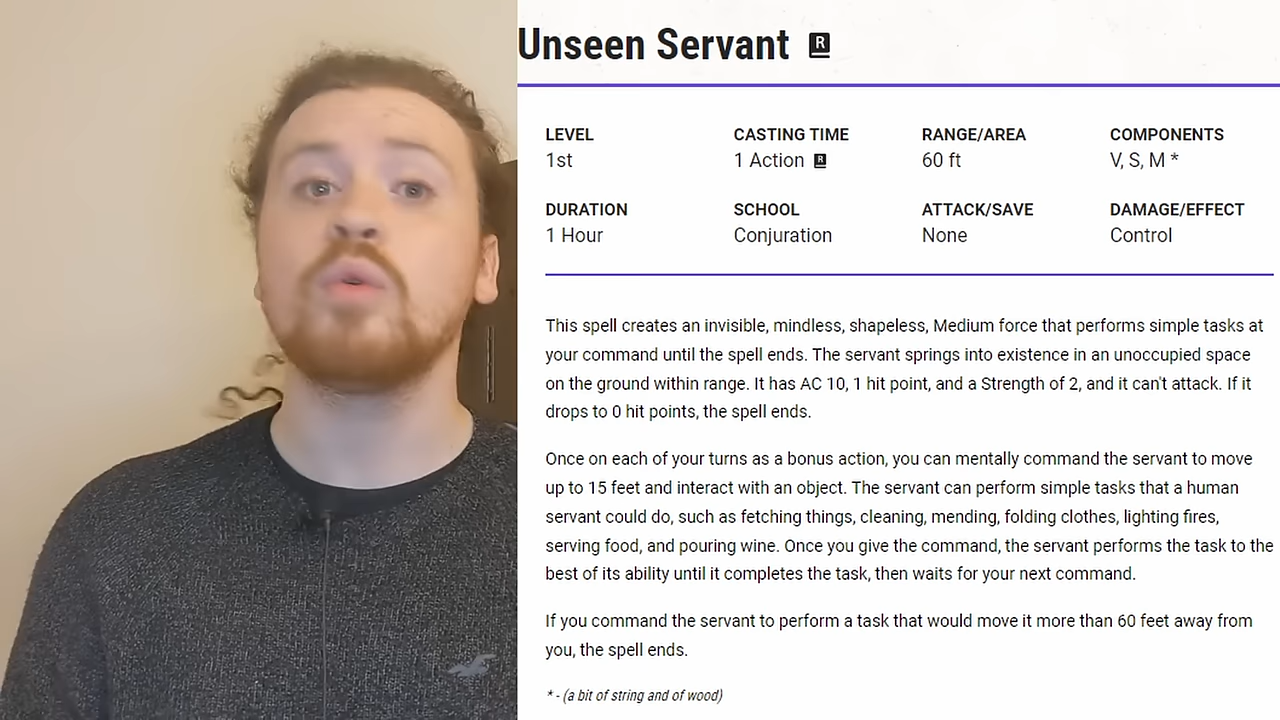 Unseen Servant R
LEVEL
1st
CASTING TIME
1 Action R
RANGE/AREA
60 ft
COMPONENTS
V, S, M *
DURATION
1 Hour
SCHOOL
Conjuration
ATTACK/SAVE
None
DAMAGE/EFFECT
Control
This spell creates an invisible, mindless, shapeless, Medium force that performs simple tasks at
your command until the spell ends. The servant springs into existence in an unoccupied space
on the ground within range. It has AC 10, 1 hit point, and a Strength of 2, and it can't attack. If it
drops to 0 hit points, the spell ends.
Once on each of your turns as a bonus action, you can mentally command the servant to move
up to 15 feet and interact with an object. The servant can perform simple tasks that a human
servant could do, such as fetching things, cleaning, mending, folding clothes, lighting fires,
serving food, and pouring wine. Once you give the command, the servant performs the task to the
best of its ability until it completes the task, then waits for your next command.
If you command the servant to perform a task that would move it more than 60 feet away from
you, the spell ends.
* - (a bit of string and of wood)